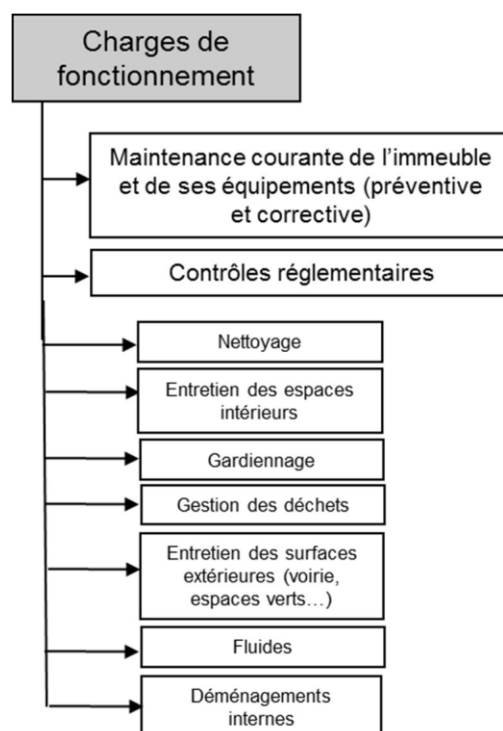 Charges de
fonctionnement
Maintenance courante de l'immeuble
et de ses équipements (préventive
et corrective)
Contrôles réglementaires
Nettoyage
Entretien des espaces
intérieurs
Gardiennage
Gestion des déchets
Entretien des surfaces
extérieures (voirie,
espaces verts…)
Fluides
Déménagements
internes